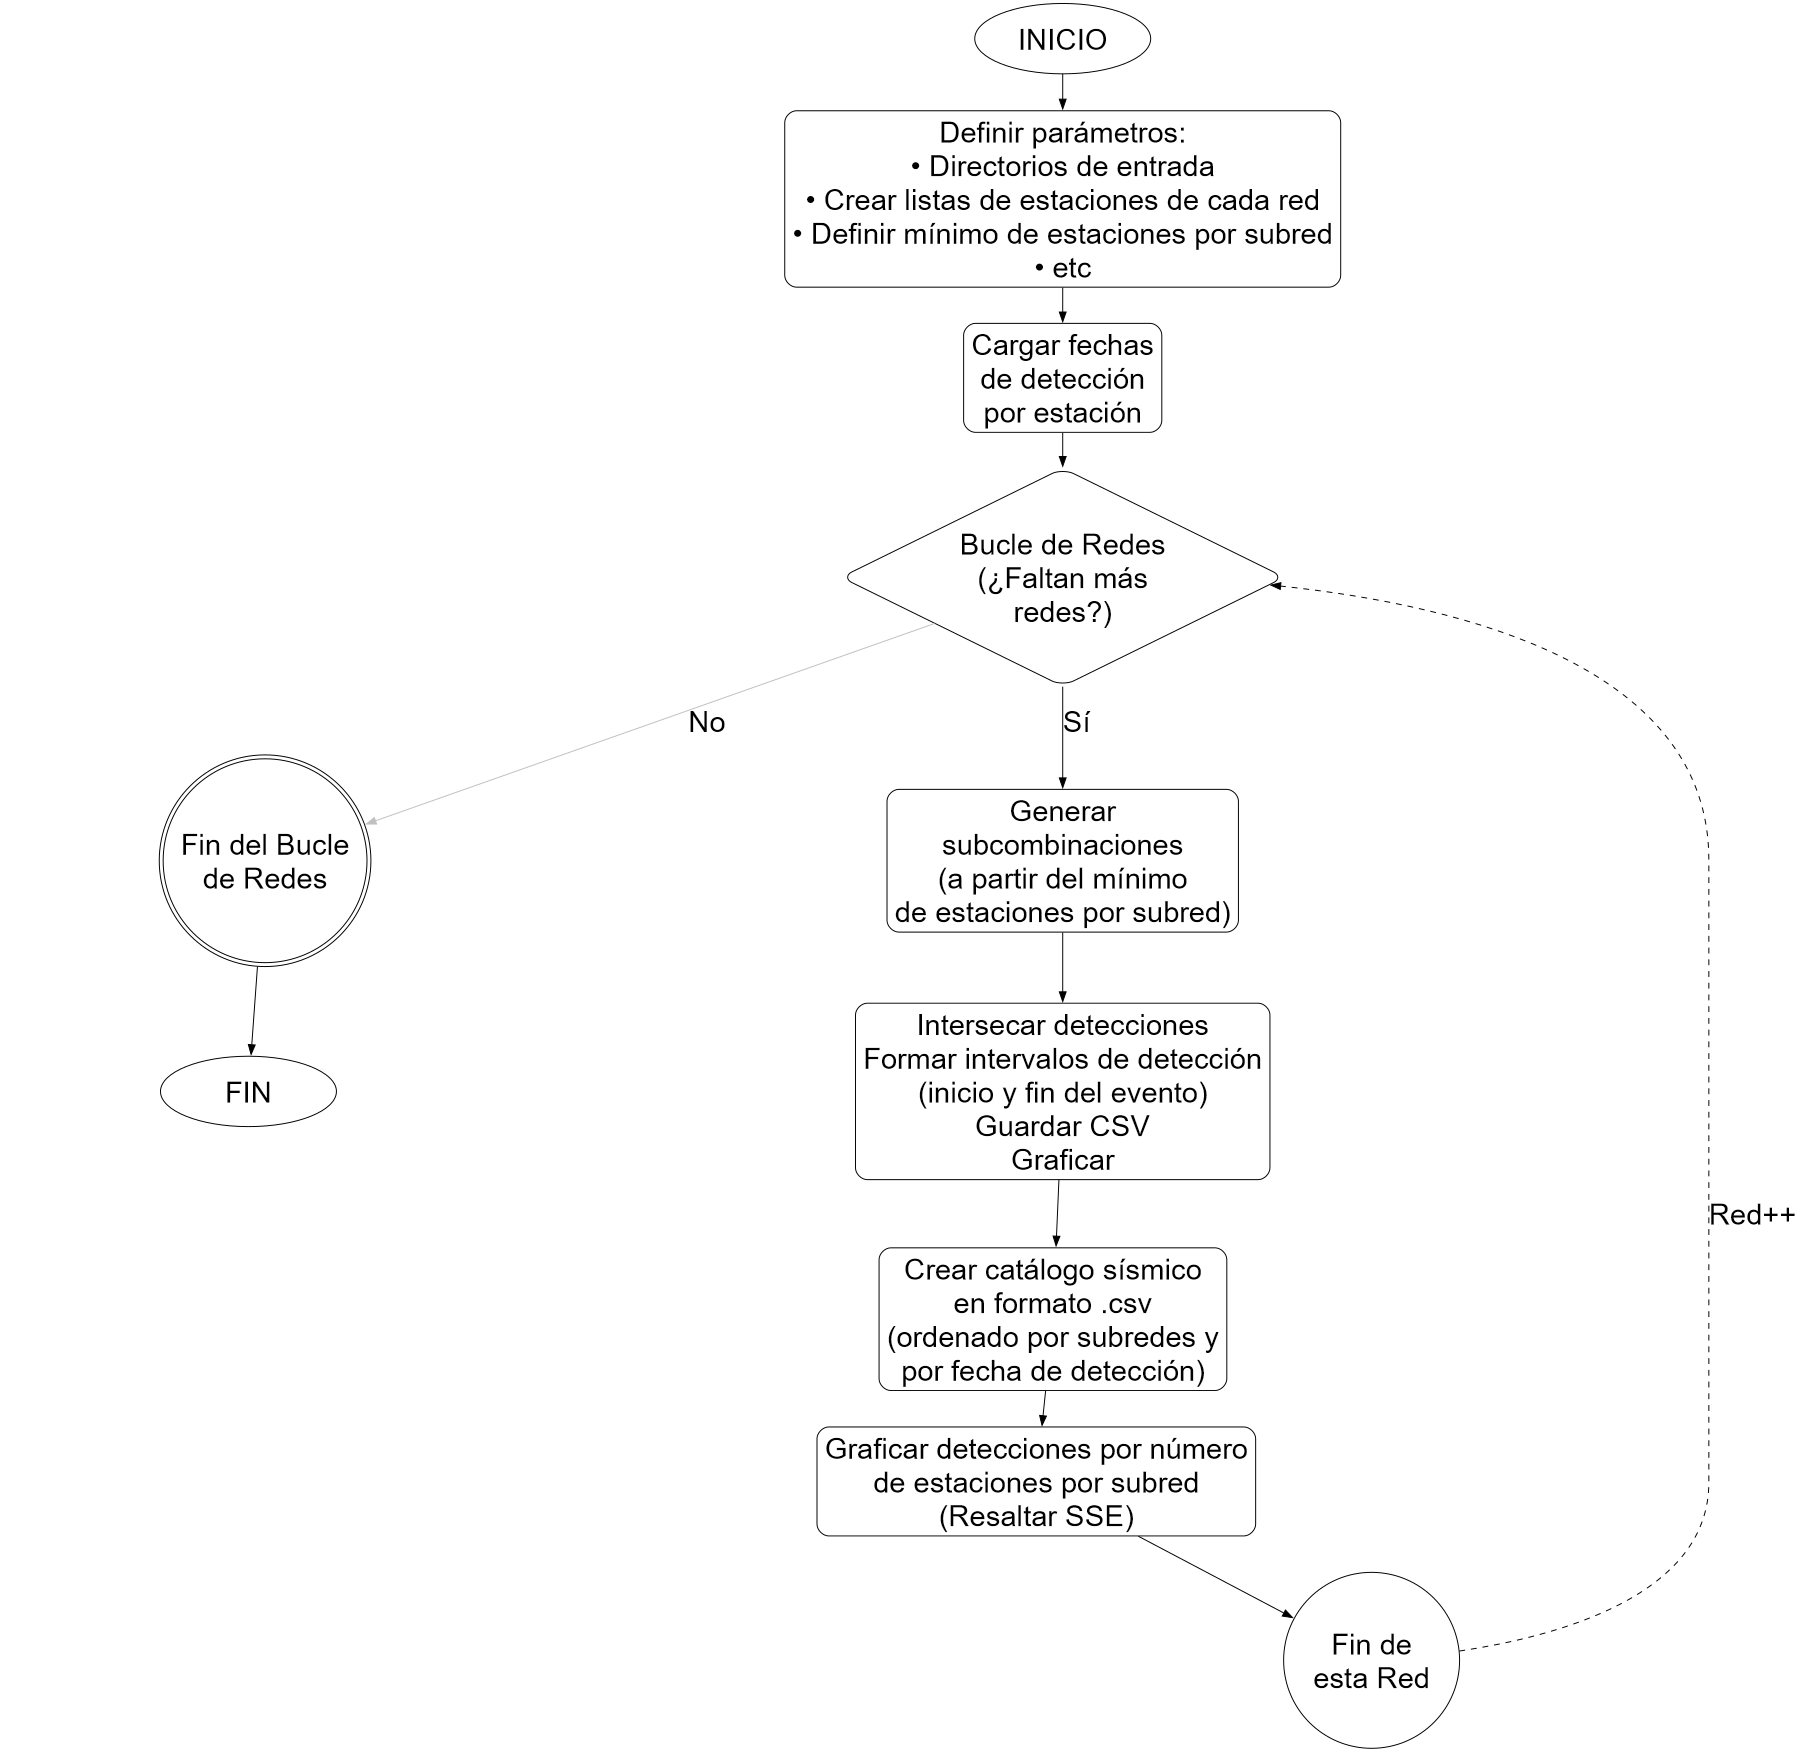 INICIO
Definir parámetros:
• Directorios de entrada
• Crear listas de estaciones de cada red
• Definir mínimo de estaciones por subred
• etc
Cargar fechas
de detección
por estación
Bucle de Redes
(¿Faltan más
redes?)
No
Sí
Fin del Bucle
de Redes
FIN
Generar
subcombinaciones
(a partir del mínimo
de estaciones por subred)
Intersecar detecciones
Formar intervalos de detección
(inicio y fin del evento)
Guardar CSV
Graficar
Crear catálogo sísmico
en formato .csv
(ordenado por subredes y
por fecha de detección)
Graficar detecciones por número
de estaciones por subred
(Resaltar SSE)
Fin de
esta Red
Red++